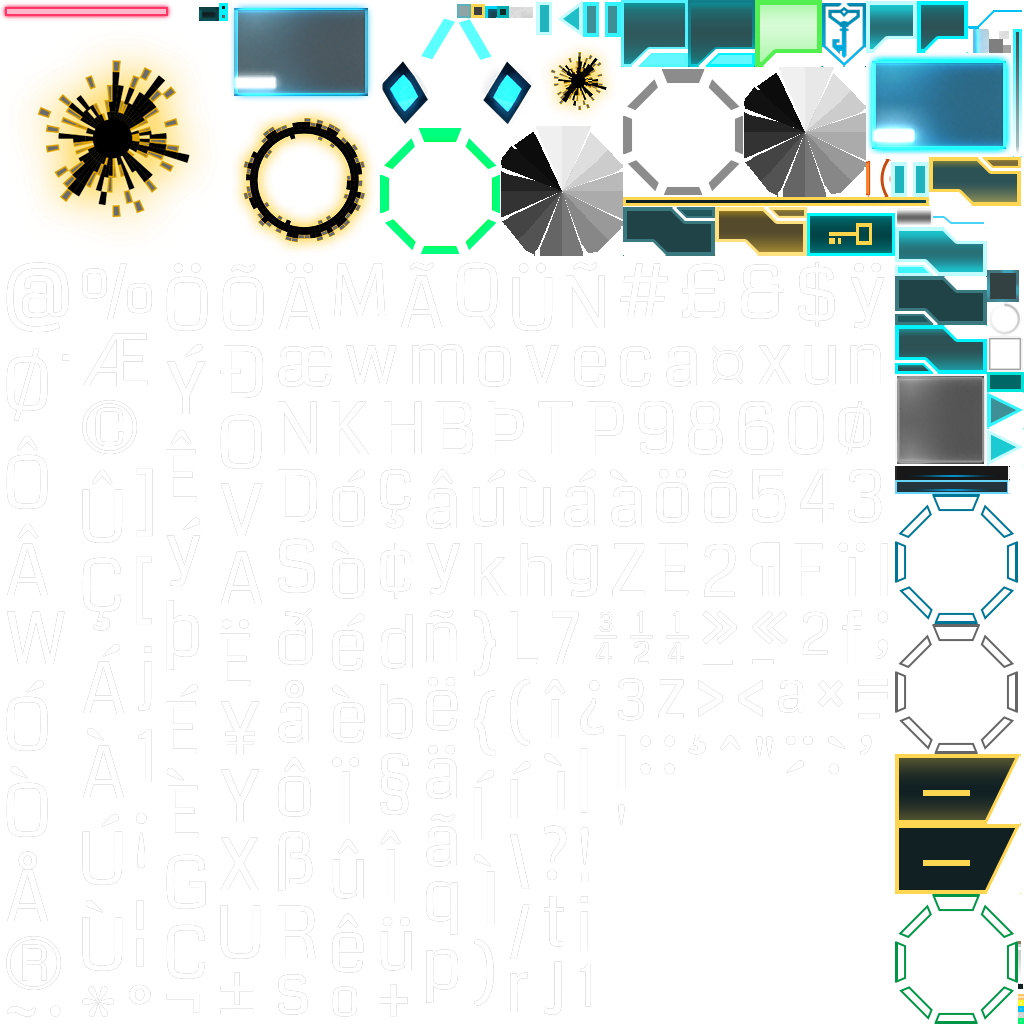 @ % Ö Õ Ä M Ã Q Ü Ñ # £ & $ ÿ
Ø · Æ Ý Ð æ w m o v e c a ¤ x u n
© O N K H B Þ T P 9 8 6 0 ø
Ô Û ] Ê V D ó ç â ú ù á à ö õ 5 4 3
Â Ç [ ý A S ò ¢ y k h g Z E 2 ¶ F ï l
W þ Ë ð é d ñ } L 7 ¾ ½ ¼ ≥ « 2 f ;
Ó Á j É ¥ å è b ë { ( î ¿ 3 z > < a × =
Ò À 1 È Y ô ï § ä í ì
Å Ú ¡ G X ß û î ã q \ ? !
® Ù ¦ C U R ê ü p ) / t i
~ · * ¬ ° ± s o + r j 1